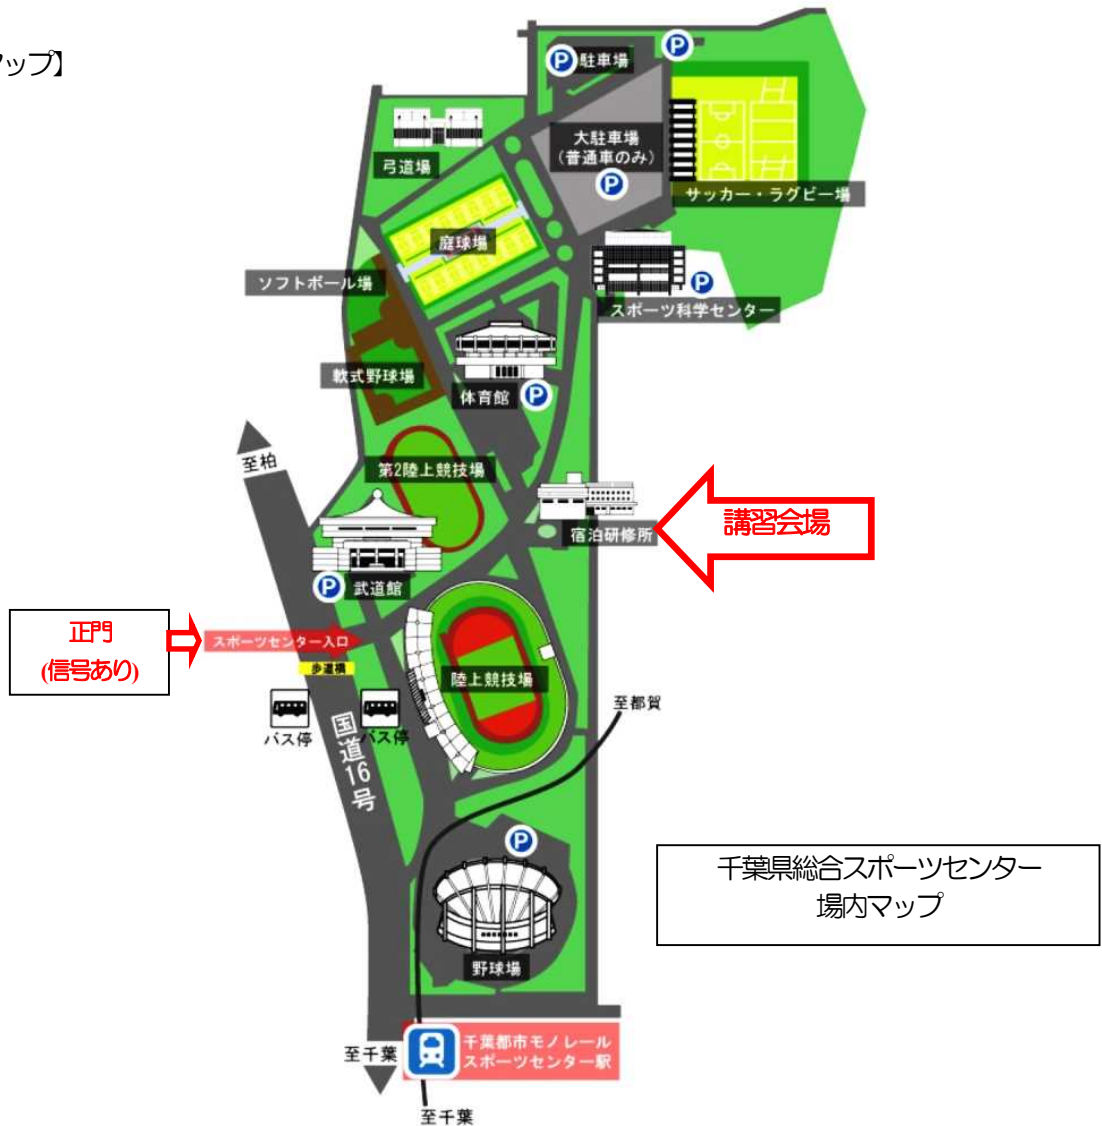 ップ】
P
P 駐車場
大駐車場
(普通車のみ)
P
弓道場
サッカー・ラグビー場
庭球場
ソフトボール場
P
スポーツ科学センター
軟式野球場
体育館 P
至柏
第2陸上競技場
講習会場
宿泊研修所
P 武道館
正門
(信号あり)
スポーツセンター入口
歩道橋
陸上競技場
至都賀
バス停
バス停
国道16号
P
千葉県総合スポーツセンター
場内マップ
野球場
千葉都市モノレール
スポーツセンター駅
至千葉
至千葉